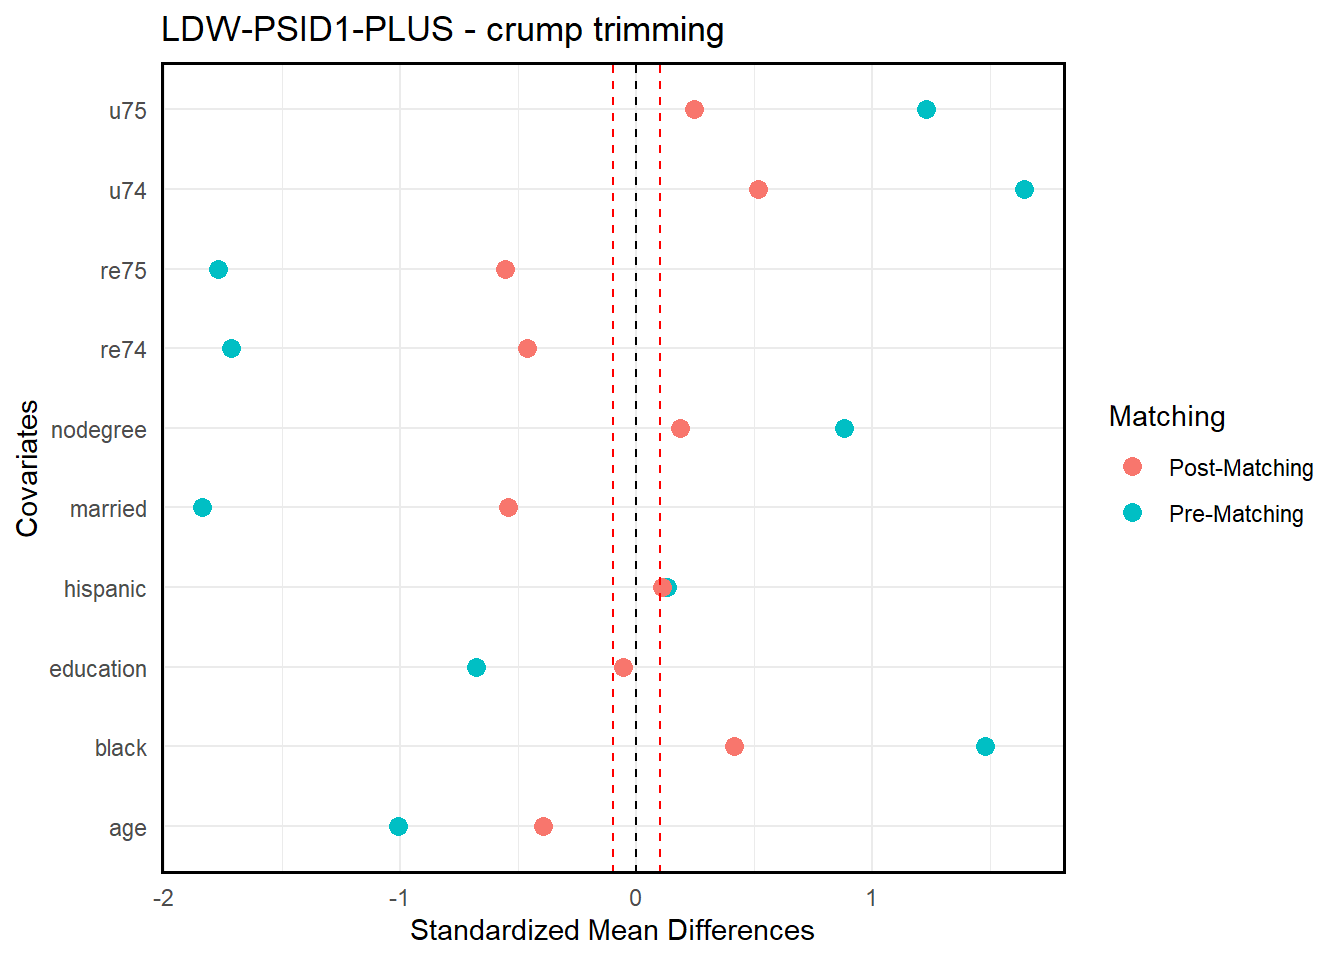 LDW-PSID1-PLUS - crump trimming
u75
u74
re75
re74
nodegree
married
hispanic
education
black
age
Covariates
-2 -1 0 1
Standardized Mean Differences
Matching
Post-Matching
Pre-Matching